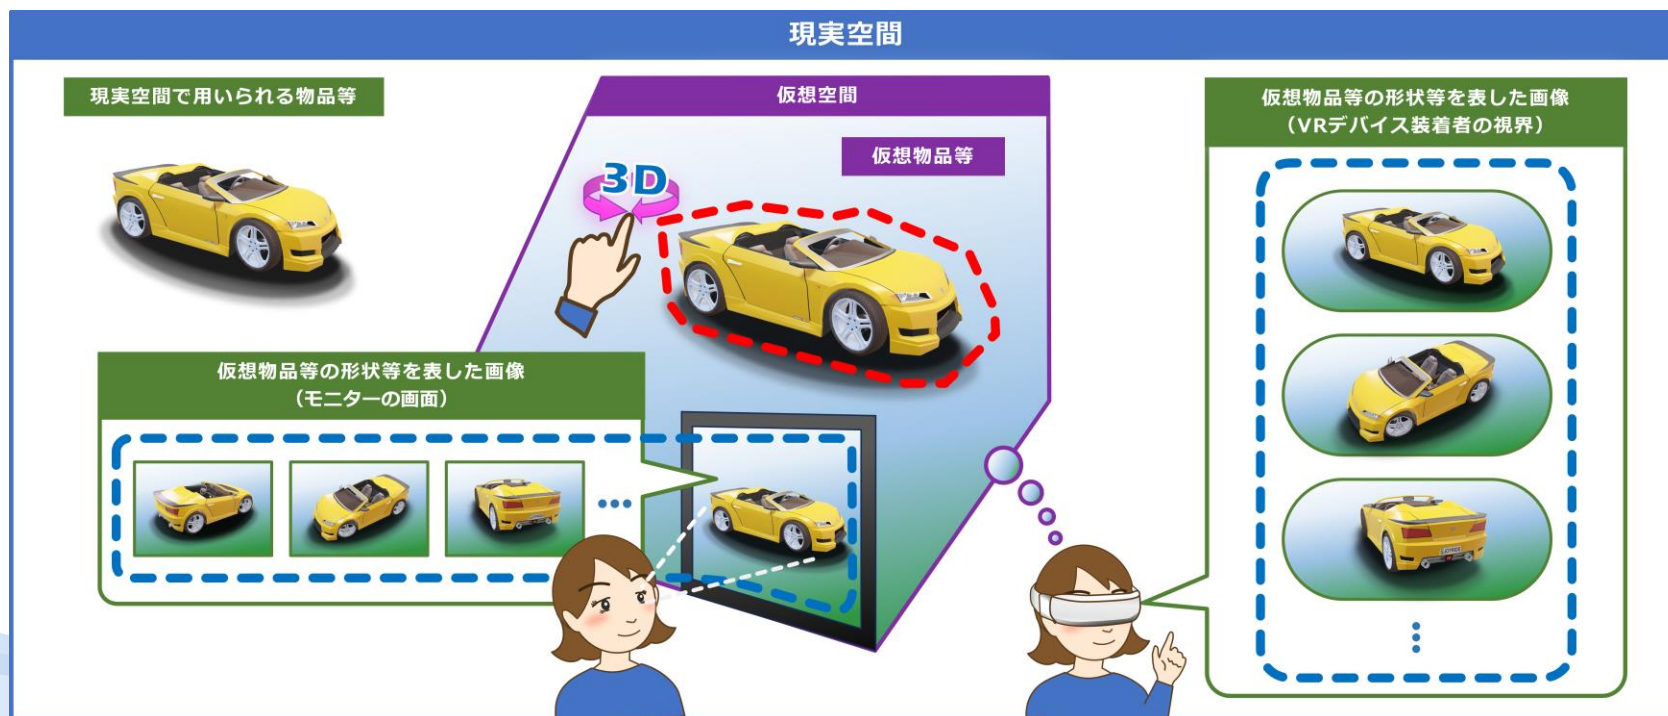 現実空間
現実空間で用いられる物品等
仮想空間
仮想物品等
3D
仮想物品等の形状等を表した画像
（モニターの画面）
仮想物品等の形状等を表した画像
（VRデバイス装着者の視界）